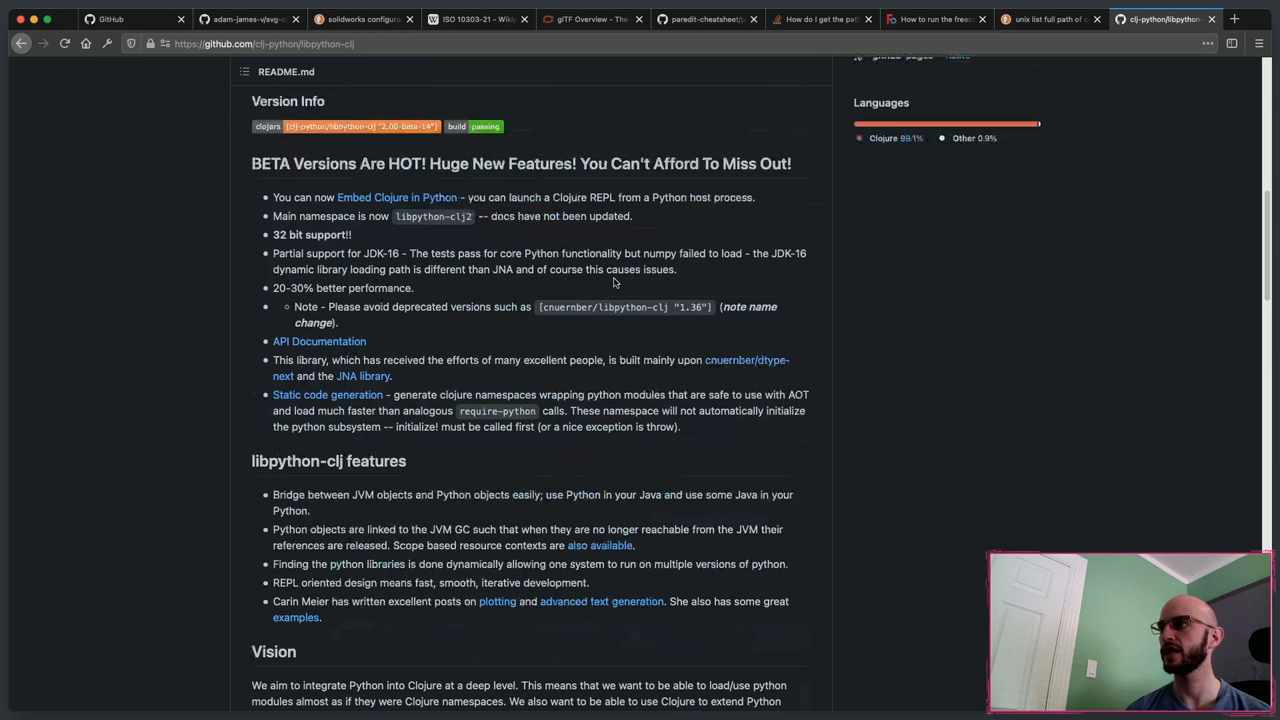 GitHub
adam-james-v/svg-c
solidworks configura
ISO 10303-21 - Wikip
glTF Overview - The
paredit-cheatsheet/p
How do I get the pat
How to run the freec
unix list full path of
clj-python/libpython-
https://github.com/clj-python/libpython-clj
README.md
Version Info
clojars [clj-python/libpython-clj "2.00-beta-14"] build passing
BETA Versions Are HOT! Huge New Features! You Can't Afford To Miss Out!
You can now Embed Clojure in Python - you can launch a Clojure REPL from a Python host process.
Main namespace is now libpython-clj2 -- docs have not been updated.
32 bit support!!
Partial support for JDK-16 - The tests pass for core Python functionality but numpy failed to load - the JDK-16
dynamic library loading path is different than JNA and of course this causes issues.
20-30% better performance.
Note - Please avoid deprecated versions such as [cnuernber/libpython-clj "1.36"] (note name
change).
API Documentation
This library, which has received the efforts of many excellent people, is built mainly upon cnuernber/dtype-
next and the JNA library.
Static code generation - generate clojure namespaces wrapping python modules that are safe to use with AOT
and load much faster than analogous require-python calls. These namespace will not automatically initialize
the python subsystem -- initialize! must be called first (or a nice exception is throw).
libpython-clj features
Bridge between JVM objects and Python objects easily; use Python in your Java and use some Java in your
Python.
Python objects are linked to the JVM GC such that when they are no longer reachable from the JVM their
references are released. Scope based resource contexts are also available.
Finding the python libraries is done dynamically allowing one system to run on multiple versions of python.
REPL oriented design means fast, smooth, iterative development.
Carin Meier has written excellent posts on plotting and advanced text generation. She also has some great
examples.
Vision
We aim to integrate Python into Clojure at a deep level. This means that we want to be able to load/use python
modules almost as if they were Clojure namespaces. We also want to be able to use Clojure to extend Python
Languages
Clojure 99.1% Other 0.9%